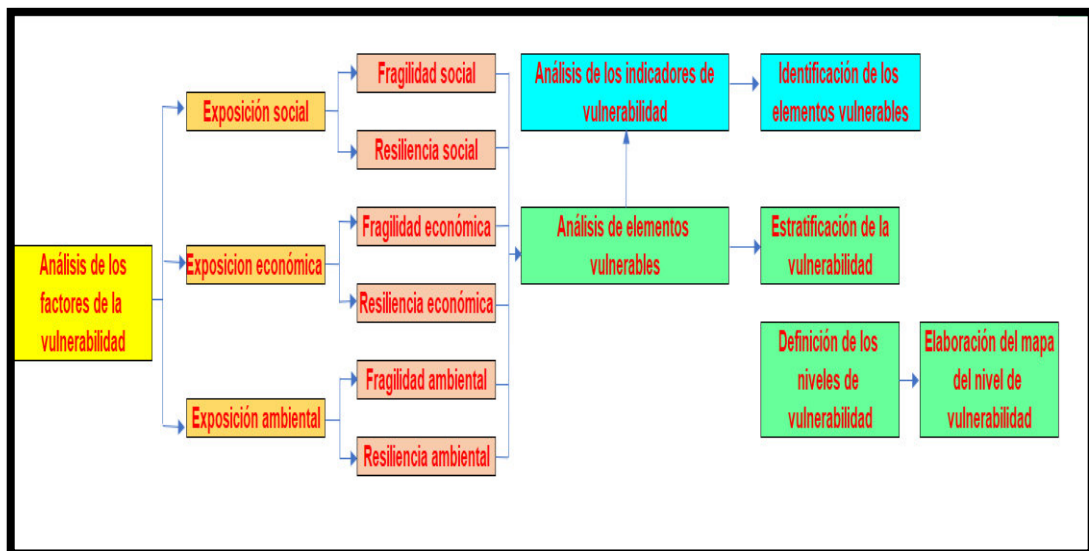 Análisis de los
factores de la
vulnerabilidad
Exposición social
Exposicion económica
Exposición ambiental
Fragilidad social
Resiliencia social
Fragilidad económica
Resiliencia económica
Fragilidad ambiental
Resiliencia ambiental
Análisis de los indicadores de
vulnerabilidad
Identificación de los
elementos vulnerables
Análisis de elementos
vulnerables
Estratificación de la
vulnerabilidad
Definición de los
niveles de
vulnerabilidad
Elaboración del mapa
del nivel de
vulnerabilidad